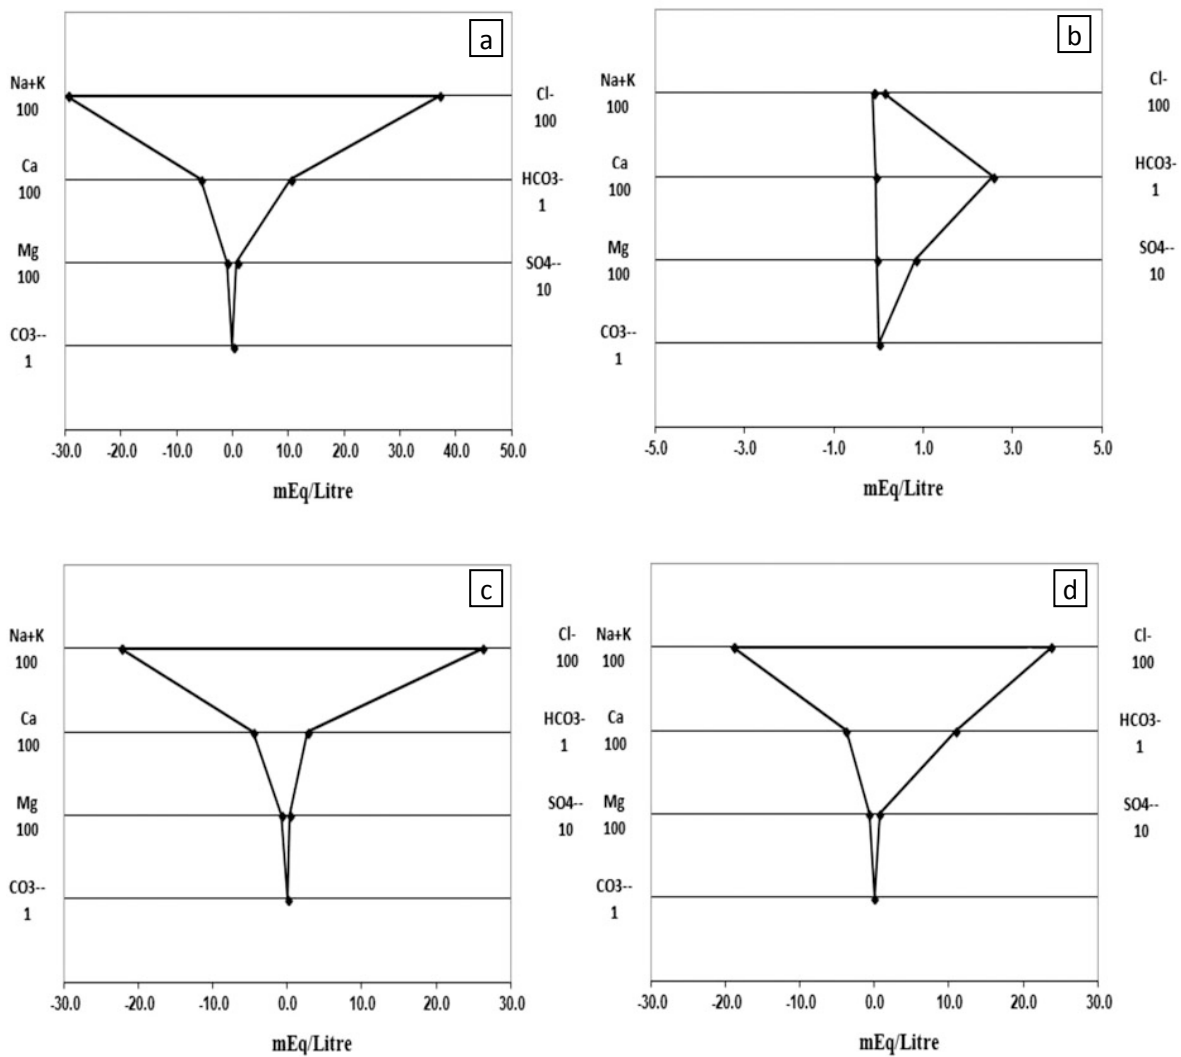 a
Na+K
100
Cl-
100
Ca
100
HCO3-
1
Mg
100
SO4--
10
CO3--
1
-30.0 -20.0 -10.0 0.0 10.0 20.0 30.0 40.0 50.0
mEq/Litre
b
Na+K
100
Cl-
100
Ca
100
HCO3-
1
Mg
100
SO4--
10
CO3--
1
-5.0 -3.0 -1.0 1.0 3.0 5.0
mEq/Litre
c
Na+K
100
Cl-
100
Ca
100
HCO3-
1
Mg
100
SO4--
10
CO3--
1
-30.0 -20.0 -10.0 0.0 10.0 20.0 30.0
mEq/Litre
d
Na+K
100
Cl-
100
Ca
100
HCO3-
1
Mg
100
SO4--
10
CO3--
1
-30.0 -20.0 -10.0 0.0 10.0 20.0 30.0
mEq/Litre